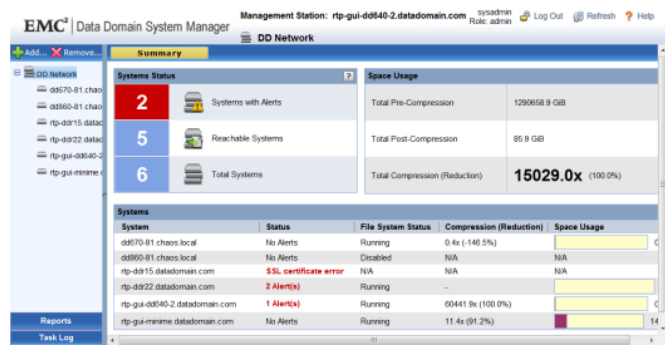 EMC² | Data Domain System Manager
Management Station: rtp-gui-dd640-2.datadomain.com
sysadmin
Role: admin
Log Out
Refresh
? Help
DD Network
Add...
Remove...
Summary
DD Network
dd670-81.chao
dd860-81.chao
rtp-ddr15.datac
rtp-ddr22.datac
rtp-gui-dd640-2
rtp-gui-minime.
Reports
Task Log
Systems Status
?
2 Systems with Alerts
5 Reachable Systems
6 Total Systems
Space Usage
Total Pre-Compression 1290658.9 GiB
Total Post-Compression 85.9 GiB
Total Compression (Reduction) 15029.0x (100.0%)
Systems
System Status File System Status Compression (Reduction) Space Usage
dd670-81.chaos.local No Alerts Running 0.4x (-146.5%)
dd860-81.chaos.local No Alerts Disabled N/A N/A
rtp-ddr15.datadomain.com SSL certificate error N/A N/A N/A
rtp-ddr22.datadomain.com 2 Alert(s) Running -
rtp-gui-dd640-2.datadomain.com 1 Alert(s) Running 60441.9x (100.0%)
rtp-gui-minime.datadomain.com No Alerts Running 11.4x (91.2%) 14